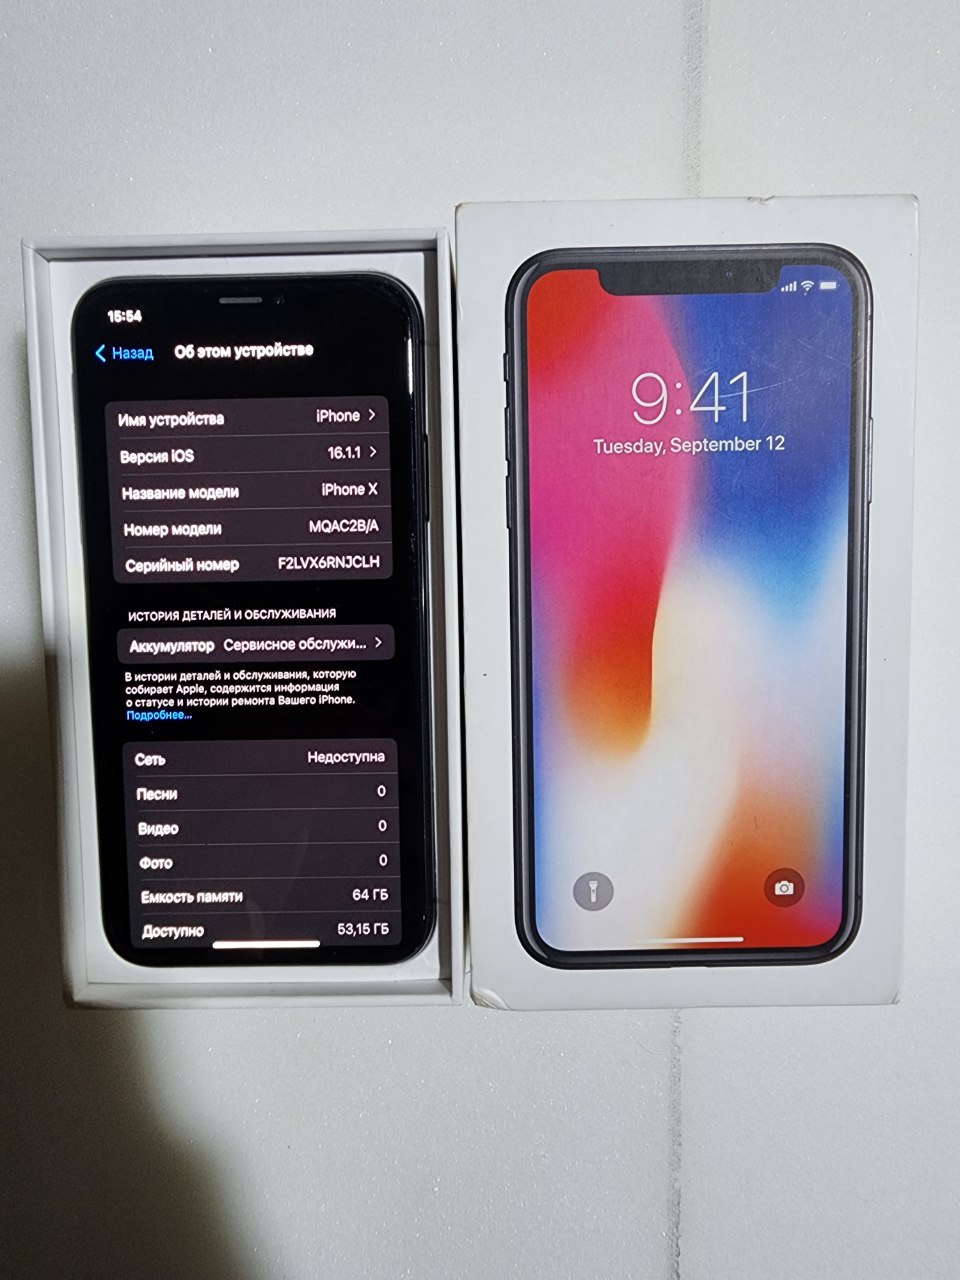 15:54
Назад Об этом устройстве
Имя устройства iPhone
Версия iOS 16.1.1
Название модели iPhone X
Номер модели MQAC2B/A
Серийный номер F2LVX6RNJCLH
ИСТОРИЯ ДЕТАЛЕЙ И ОБСЛУЖИВАНИЯ
Аккумулятор Сервисное обслужи...
В истории деталей и обслуживания, которую
собирает Apple, содержится информация
о статусе и истории ремонта Вашего iPhone.
Подробнее...
Сеть Недоступна
Песни 0
Видео 0
Фото 0
Емкость памяти 64 ГБ
Доступно 53,15 ГБ
9:41
Tuesday, September 12